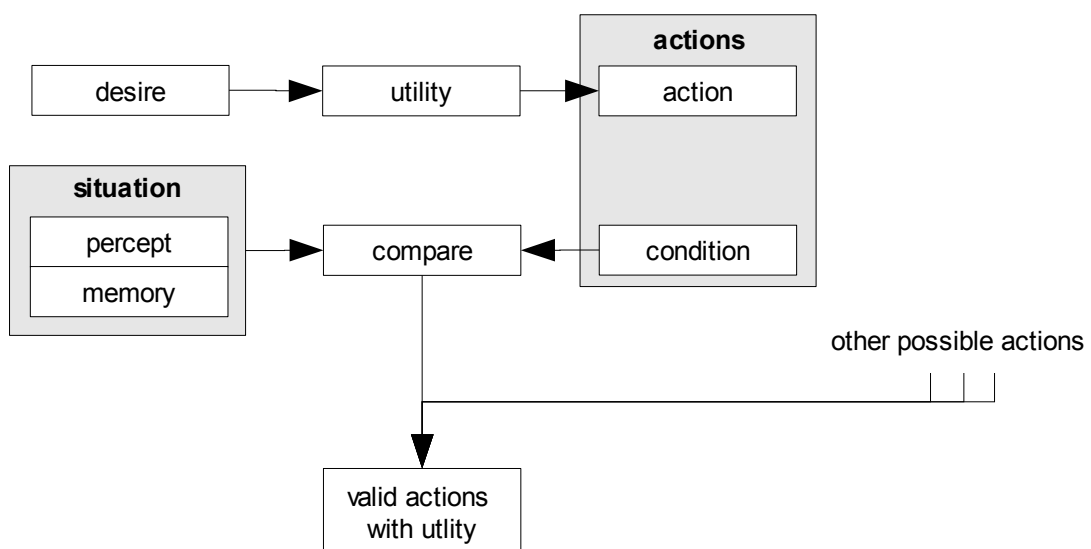 actions
desire
utility
action
situation
percept
compare
condition
memory
other possible actions
valid actions
with utlity